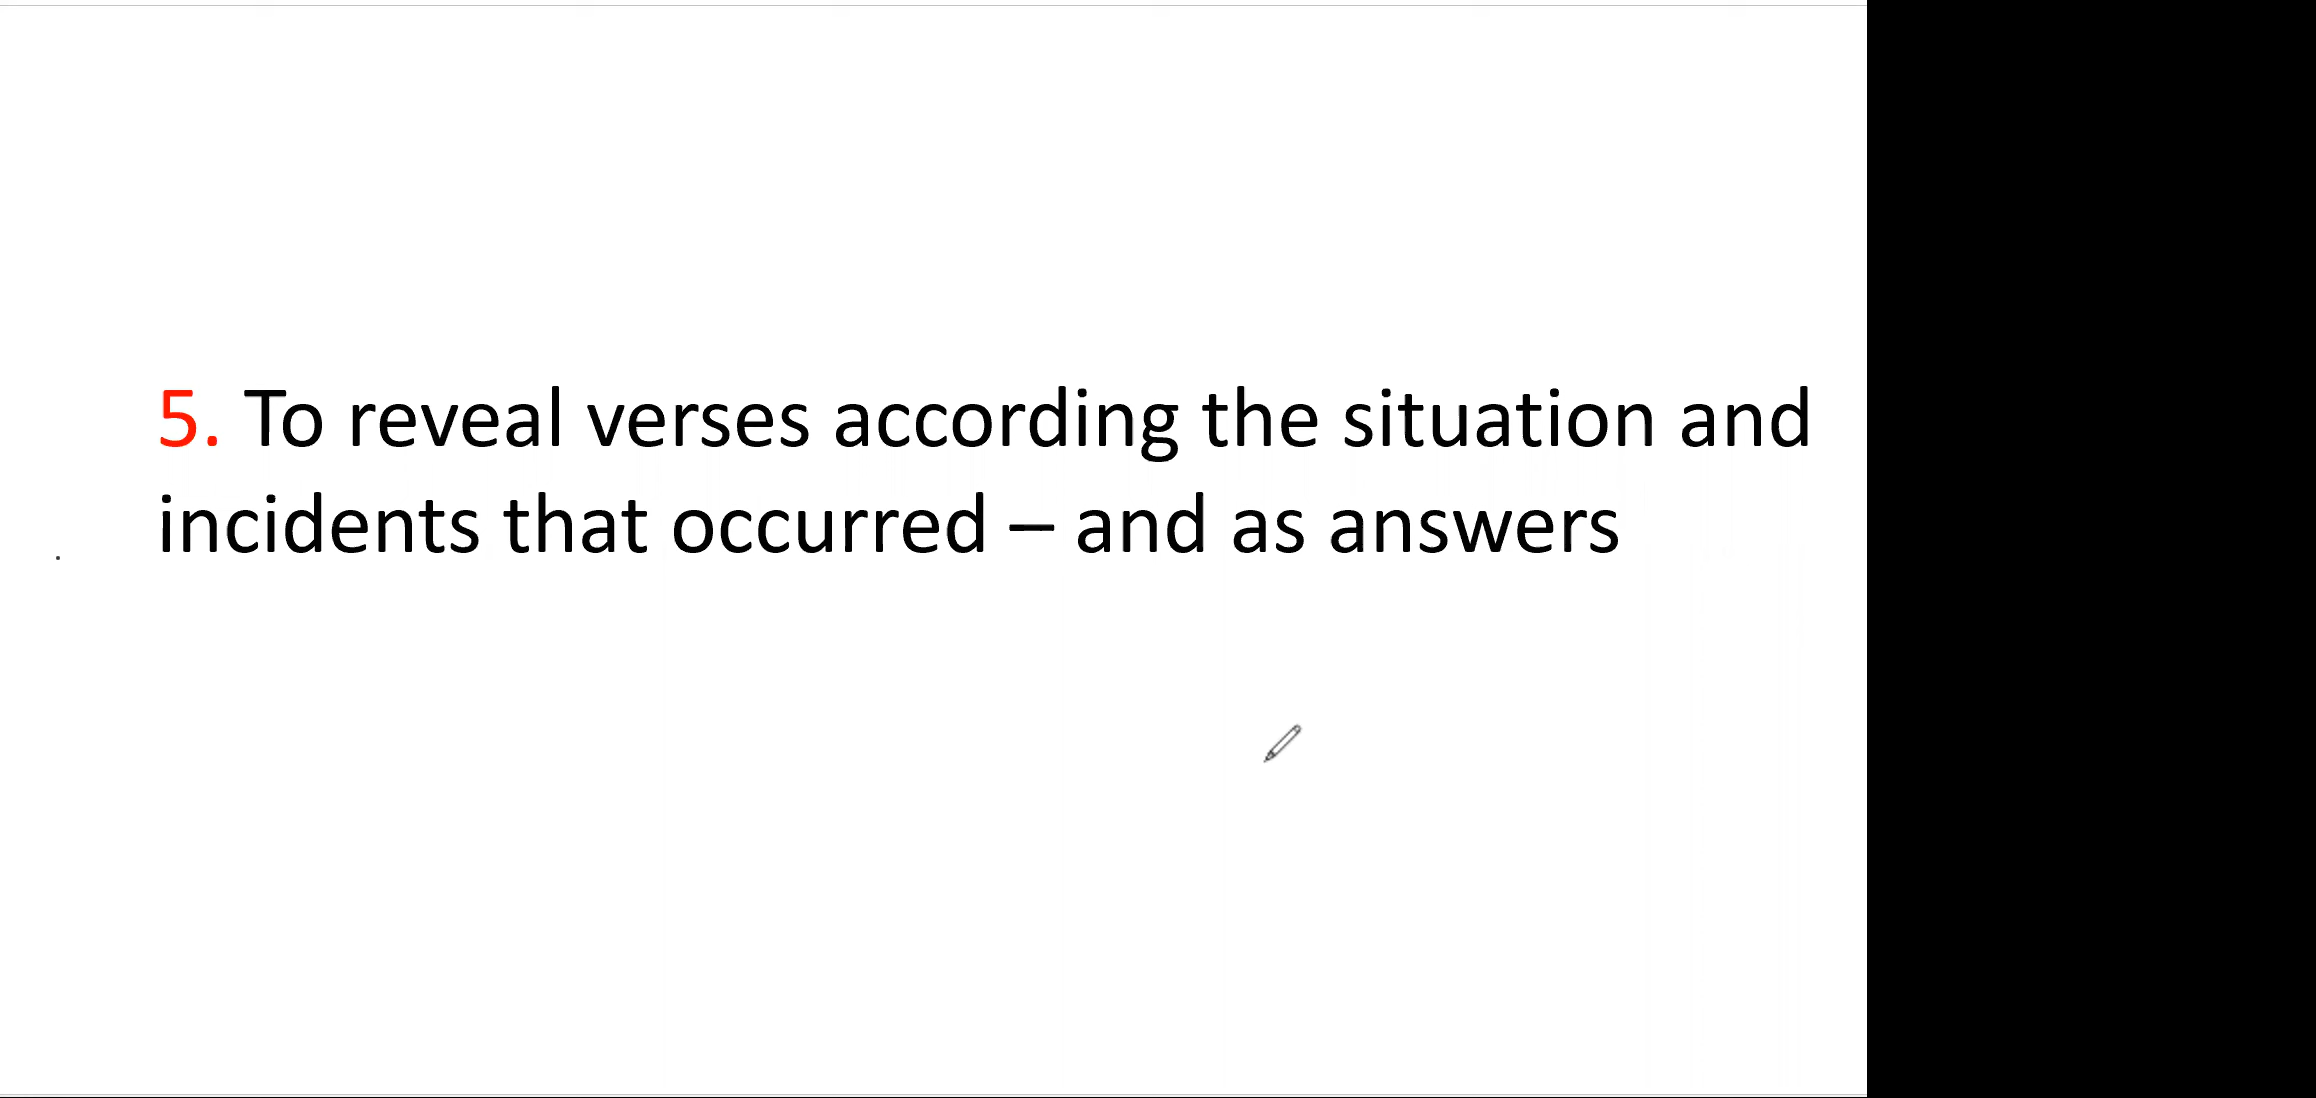 5. To reveal verses according the situation and
incidents that occurred – and as answers